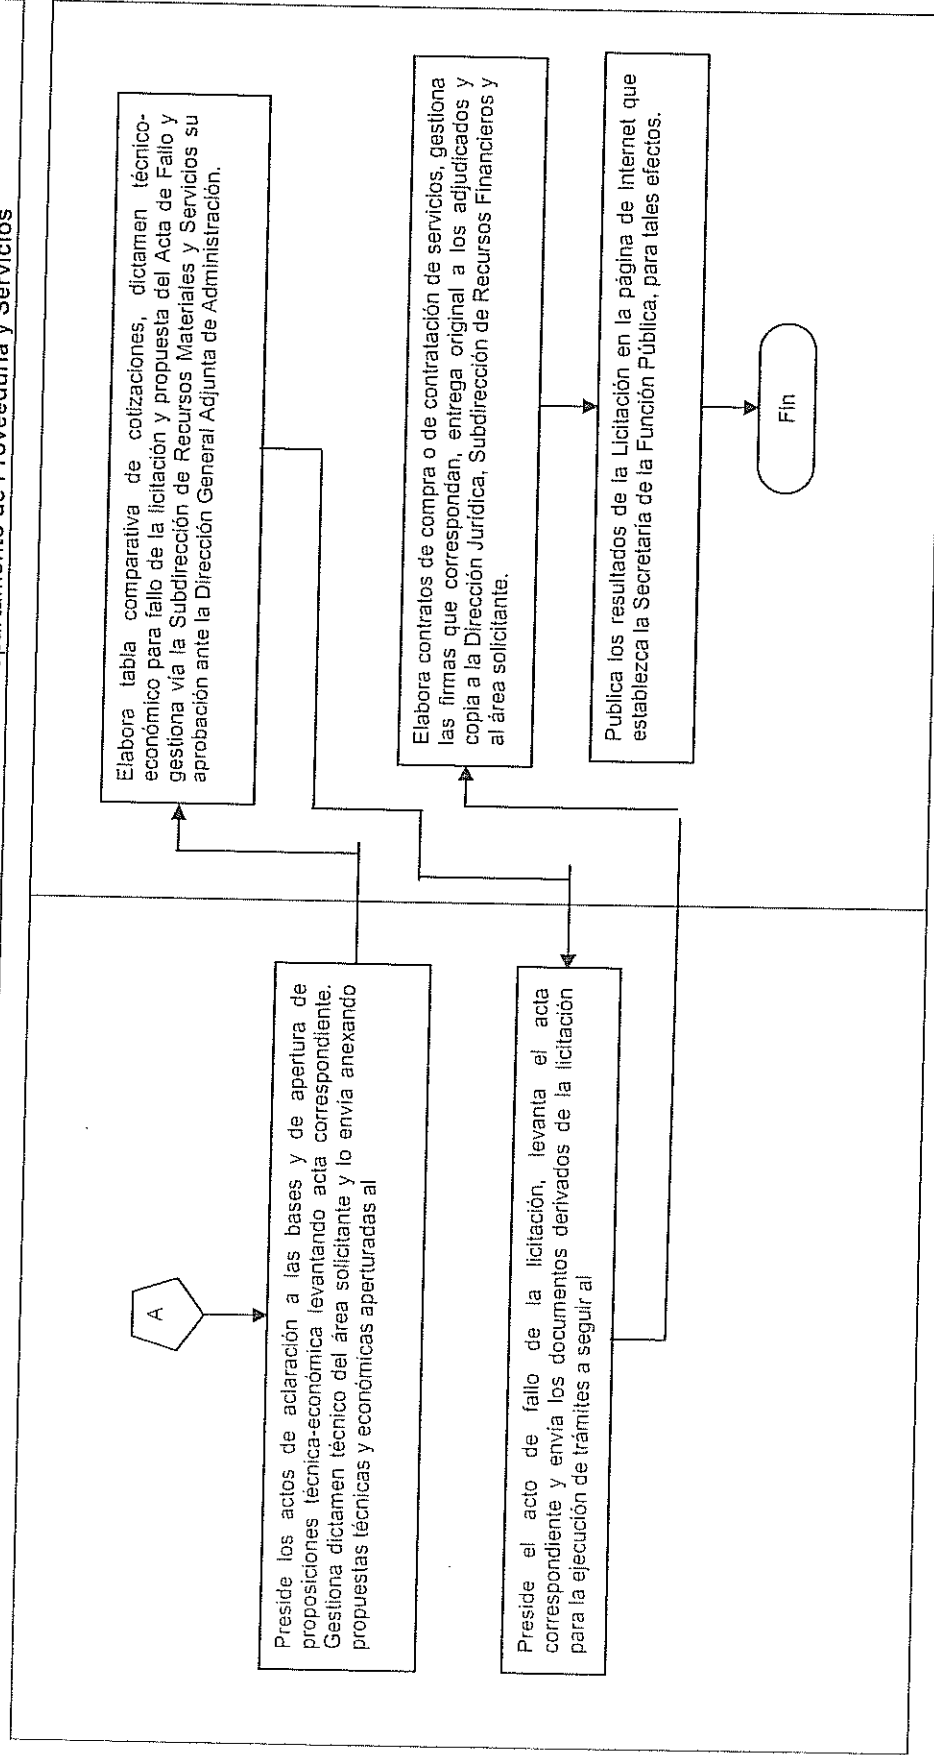 Proveeduría y Servicios
A
Preside los actos de aclaración a las bases y de apertura de
proposiciones técnica-económica levantando acta correspondiente.
Gestiona dictamen técnico del área solicitante y lo envía anexando
propuestas técnicas y económicas aperturadas al
Elabora tabla comparativa de cotizaciones, dictamen técnico-
económico para fallo de la licitación y propuesta del Acta de Fallo y
gestiona vía la Subdirección de Recursos Materiales y Servicios su
aprobación ante la Dirección General Adjunta de Administración.
Preside el acto de fallo de la licitación, levanta el acta
correspondiente y envía los documentos derivados de la licitación
para la ejecución de trámites a seguir al
Elabora contratos de compra o de contratación de servicios, gestiona
las firmas que correspondan, entrega original a los adjudicados y
copia a la Dirección Jurídica, Subdirección de Recursos Financieros y
al área solicitante.
Publica los resultados de la Licitación en la página de Internet que
establezca la Secretaría de la Función Pública, para tales efectos.
Fin